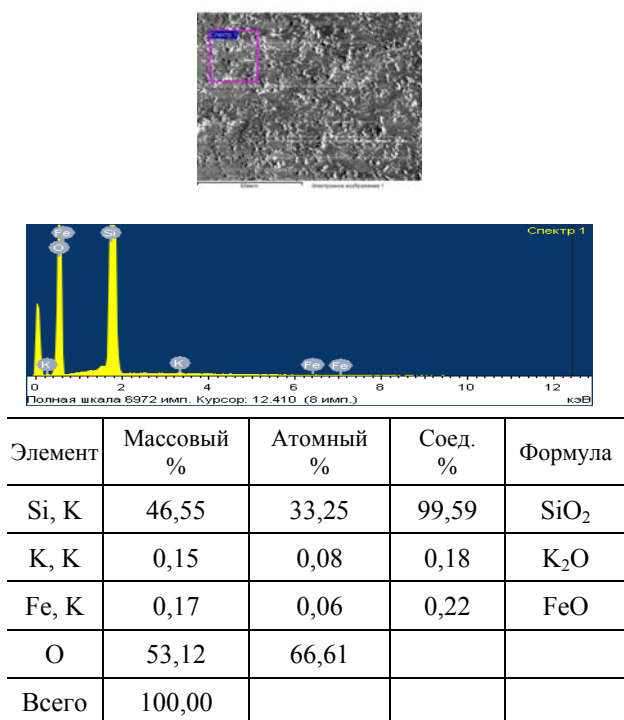 Спектр 1
Электронное изображение 1
Спектр 1
Fe Si
O
K K Fe Fe
0 2 4 6 8 10 12
Полная шкала 6972 имп. Курсор: 12.410 (8 имп.) кэВ
Элемент Массовый % Атомный % Соед. % Формула
Si, K 46,55 33,25 99,59 SiO₂
K, K 0,15 0,08 0,18 K₂O
Fe, K 0,17 0,06 0,22 FeO
O 53,12 66,61
Всего 100,00